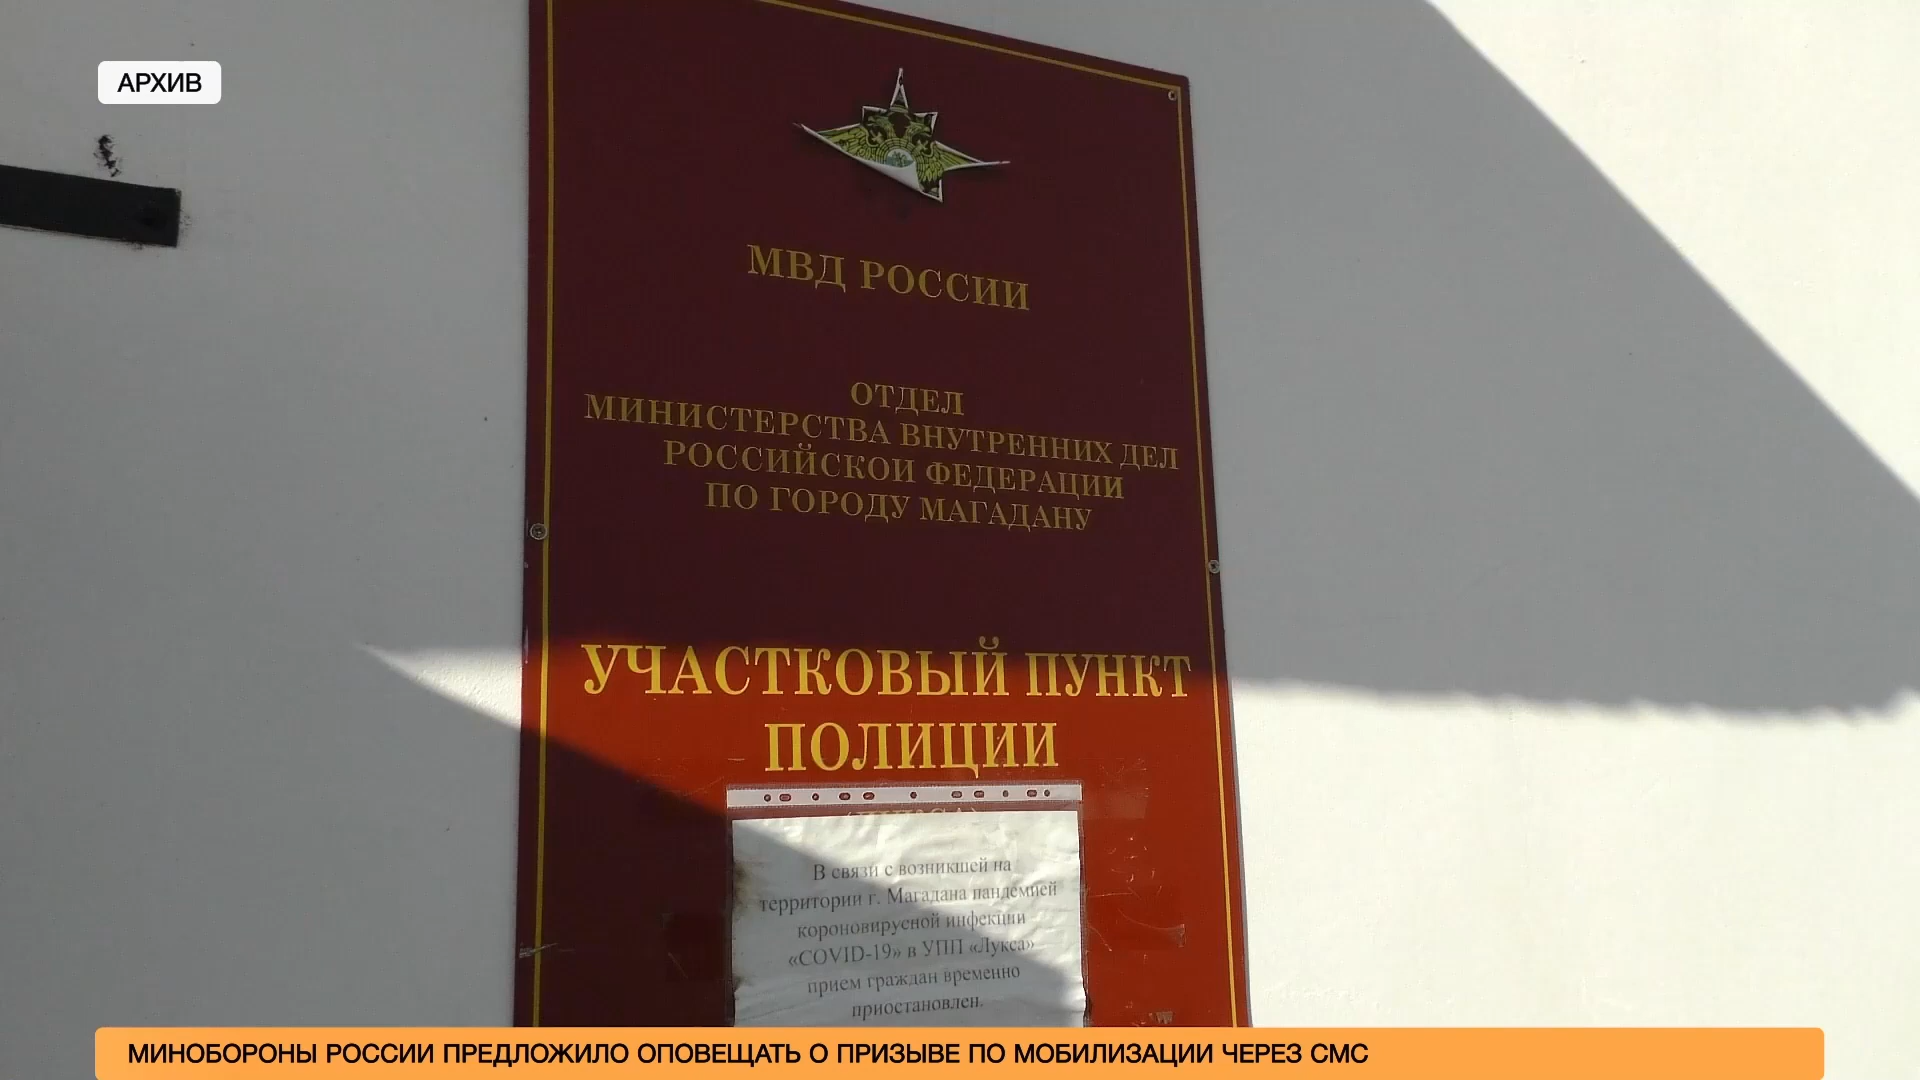 АРХИВ
МВД РОССИИ
ОТДЕЛ
МИНИСТЕРСТВА ВНУТРЕННИХ ДЕЛ
РОССИЙСКОЙ ФЕДЕРАЦИИ
ПО ГОРОДУ МАГАДАНУ
УЧАСТКОВЫЙ ПУНКТ
ПОЛИЦИИ
В связи с возникшей на
территории г. Магадана пандемией
короновирусной инфекции
«COVID-19» в УПП «Лукса»
прием граждан временно
приостановлен.
МИНОБОРОНЫ РОССИИ ПРЕДЛОЖИЛО ОПОВЕЩАТЬ О ПРИЗЫВЕ ПО МОБИЛИЗАЦИИ ЧЕРЕЗ СМС